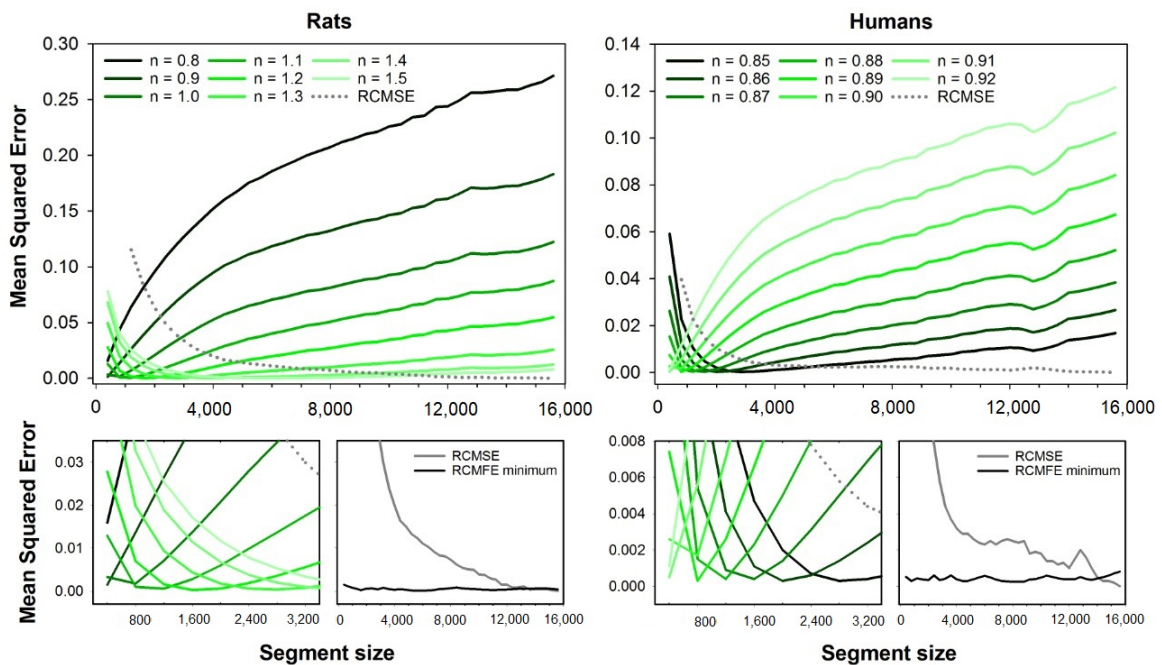 Rats
Humans
Mean Squared Error
0.30
0.25
0.20
0.15
0.10
0.05
0.00
n = 0.8
n = 0.9
n = 1.0
n = 1.1
n = 1.2
n = 1.3
n = 1.4
n = 1.5
RCMSE
0
4,000
8,000
12,000
16,000
0.14
0.12
0.10
0.08
0.06
0.04
0.02
0.00
n = 0.85
n = 0.86
n = 0.87
n = 0.88
n = 0.89
n = 0.90
n = 0.91
n = 0.92
RCMSE
0
4,000
8,000
12,000
16,000
Mean Squared Error
0.03
0.02
0.01
0.00
800
1,600
2,400
3,200
RCMSE
RCMFE minimum
4,000
8,000
12,000
16,000
Segment size
0.008
0.006
0.004
0.002
0.000
800
1,600
2,400
3,200
RCMSE
RCMFE minimum
4,000
8,000
12,000
16,000
Segment size